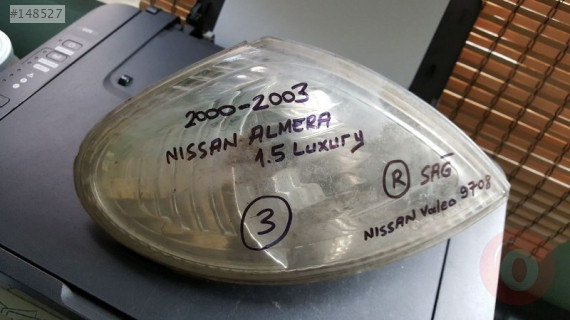 #148527
2000-2003
NISSAN ALMERA
1.5 Luxury
R SAĞ
3
NISSAN Valeo 9708